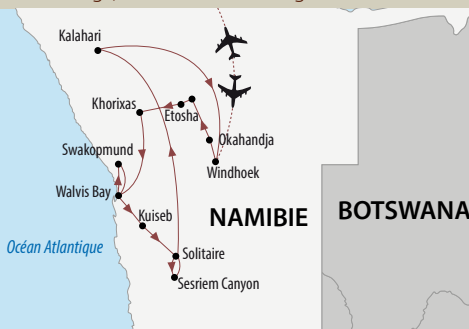 Kalahari
Khorixas
Etosha
Swakopmund
Okahandja
Windhoek
Walvis Bay
Kuiseb
NAMIBIE
BOTSWANA
Océan Atlantique
Solitaire
Sesriem Canyon